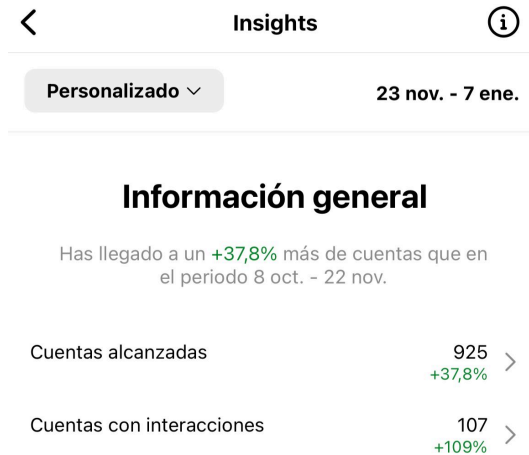 Insights
Personalizado
23 nov. - 7 ene.
Información general
Has llegado a un +37,8% más de cuentas que en
el periodo 8 oct. - 22 nov.
Cuentas alcanzadas
925
+37,8%
Cuentas con interacciones
107
+109%